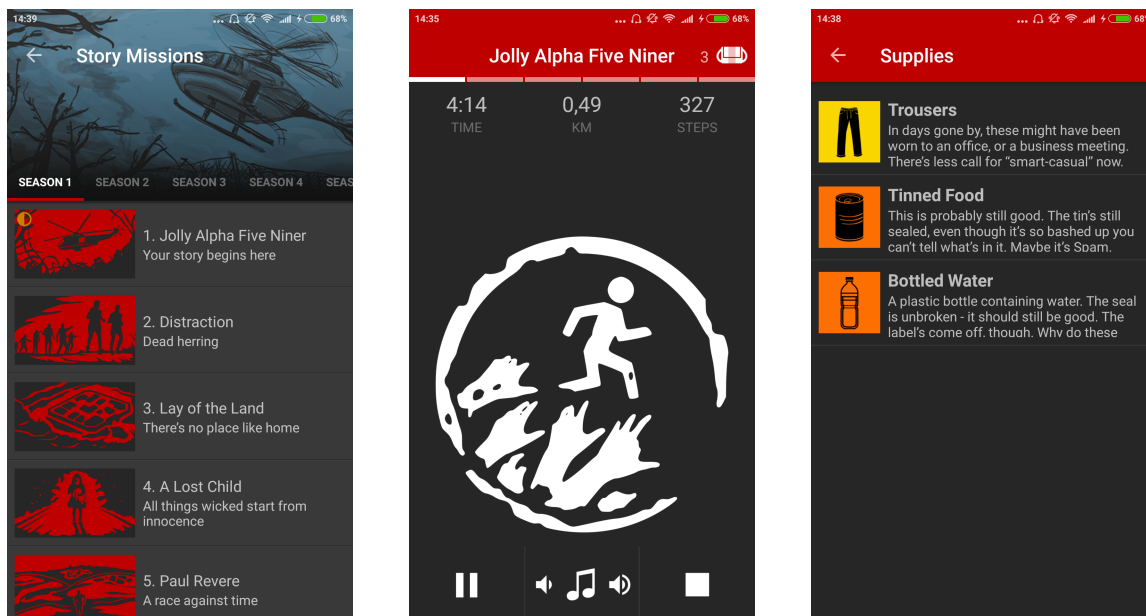 14:39
... 68%
Story Missions
SEASON 1 SEASON 2 SEASON 3 SEASON 4 SEAS
1. Jolly Alpha Five Niner
Your story begins here
2. Distraction
Dead herring
3. Lay of the Land
There's no place like home
4. A Lost Child
All things wicked start from
innocence
5. Paul Revere
A race against time
14:35
... 68%
Jolly Alpha Five Niner 3
4:14 0,49 327
TIME KM STEPS
14:38
... 68%
Supplies
Trousers
In days gone by, these might have been
worn to an office, or a business meeting.
There's less call for “smart-casual” now.
Tinned Food
This is probably still good. The tin's still
sealed, even though it's so bashed up you
can't tell what's in it. Maybe it's Spam.
Bottled Water
A plastic bottle containing water. The seal
is unbroken - it should still be good. The
label's come off, though. Why do these